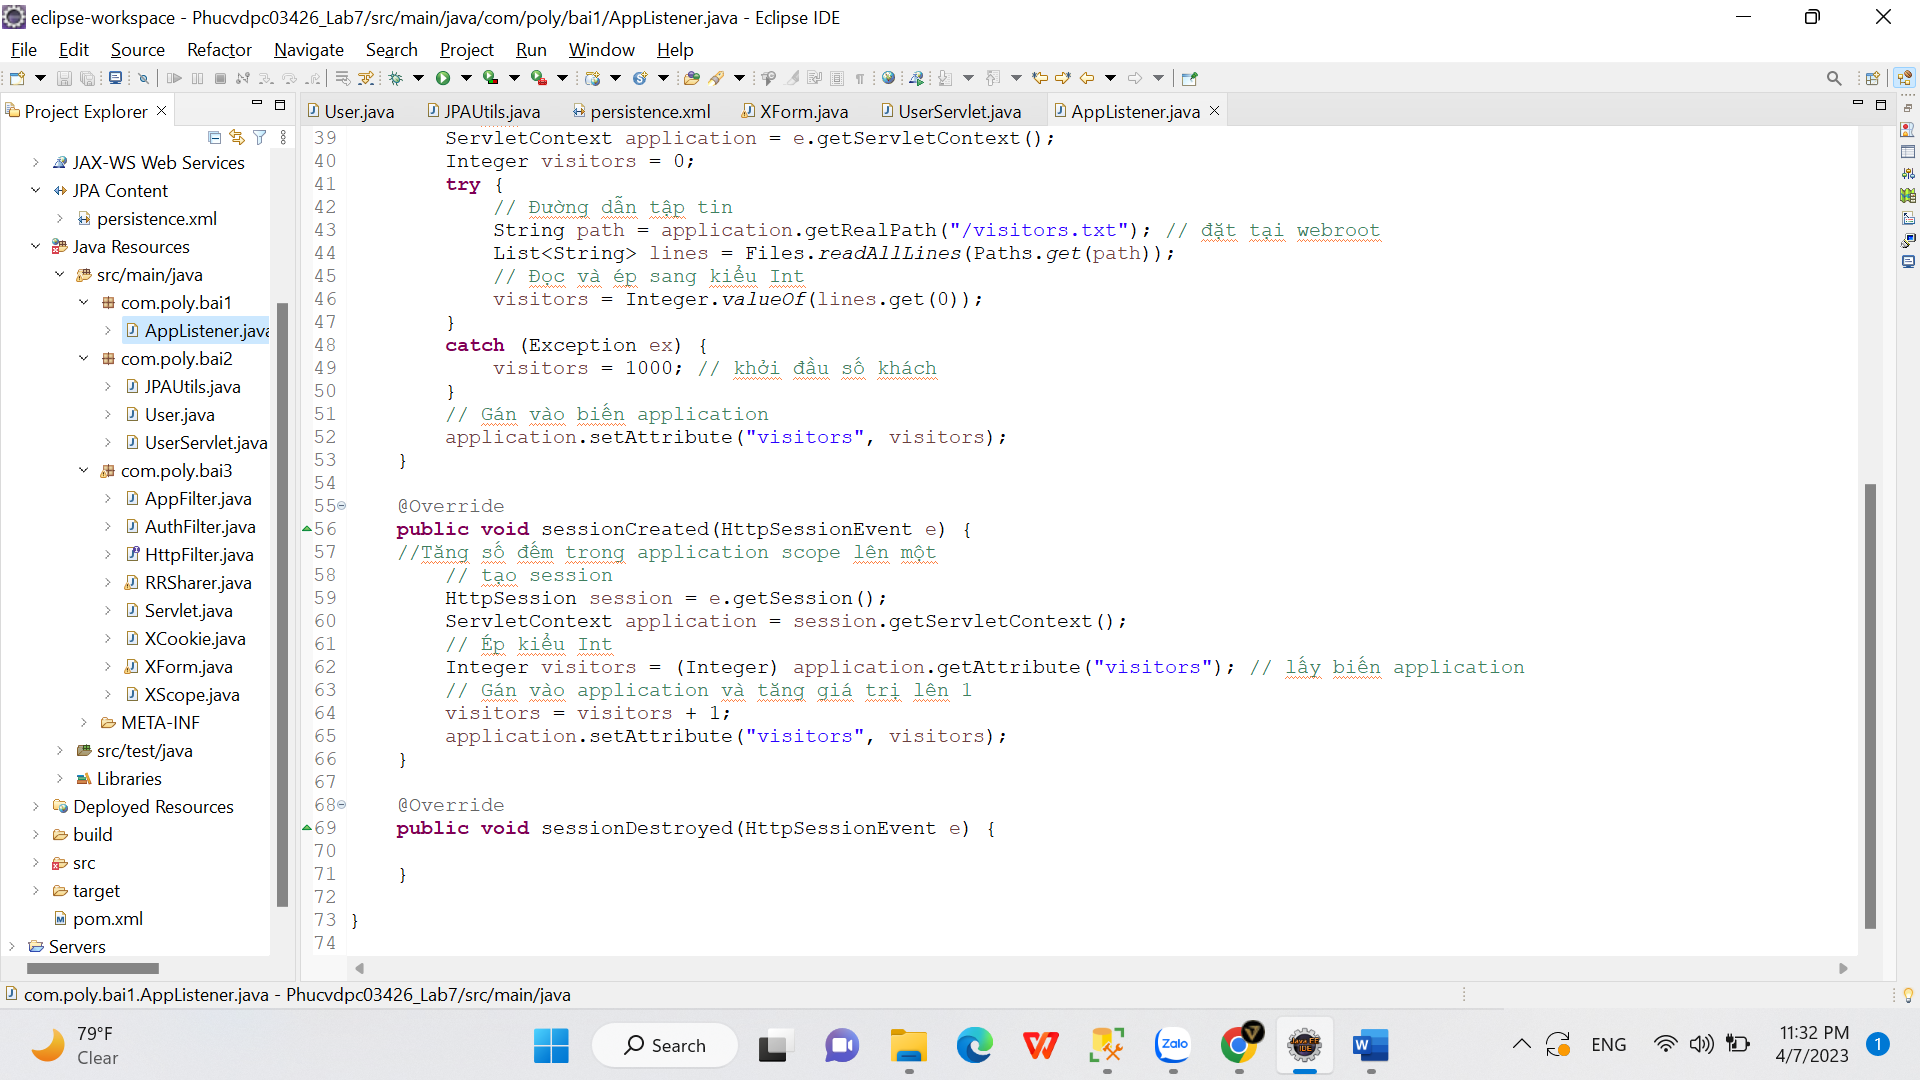 eclipse-workspace - Phucvdpc03426_Lab7/src/main/java/com/poly/bai1/AppListener.java - Eclipse IDE
File Edit Source Refactor Navigate Search Project Run Window Help
Project Explorer
User.java JPAUtils.java persistence.xml XForm.java UserServlet.java AppListener.java
JAX-WS Web Services
JPA Content
persistence.xml
Java Resources
src/main/java
com.poly.bai1
AppListener.java
com.poly.bai2
JPAUtils.java
User.java
UserServlet.java
com.poly.bai3
AppFilter.java
AuthFilter.java
HttpFilter.java
RRSharer.java
Servlet.java
XCookie.java
XForm.java
XScope.java
META-INF
src/test/java
Libraries
Deployed Resources
build
src
target
pom.xml
Servers
39 ServletContext application = e.getServletContext();
40 Integer visitors = 0;
41 try {
42 // Đường dẫn tập tin
43 String path = application.getRealPath("/visitors.txt"); // đặt tại webroot
44 List<String> lines = Files.readAllLines(Paths.get(path));
45 // Đọc và ép sang kiểu Int
46 visitors = Integer.valueOf(lines.get(0));
47 }
48 catch (Exception ex) {
49 visitors = 1000; // khởi đầu số khách
50 }
51 // Gán vào biến application
52 application.setAttribute("visitors", visitors);
53 }
54
55 @Override
56 public void sessionCreated(HttpSessionEvent e) {
57 //Tăng số đếm trong application scope lên một
58 // tạo session
59 HttpSession session = e.getSession();
60 ServletContext application = session.getServletContext();
61 // Ép kiểu Int
62 Integer visitors = (Integer) application.getAttribute("visitors"); // lấy biến application
63 // Gán vào application và tăng giá trị lên 1
64 visitors = visitors + 1;
65 application.setAttribute("visitors", visitors);
66 }
67
68 @Override
69 public void sessionDestroyed(HttpSessionEvent e) {
70
71 }
72
73 }
74
com.poly.bai1.AppListener.java - Phucvdpc03426_Lab7/src/main/java
79°F
Clear
Search
Zalo
Java EE
IDE
W
ENG
11:32 PM
4/7/2023
1